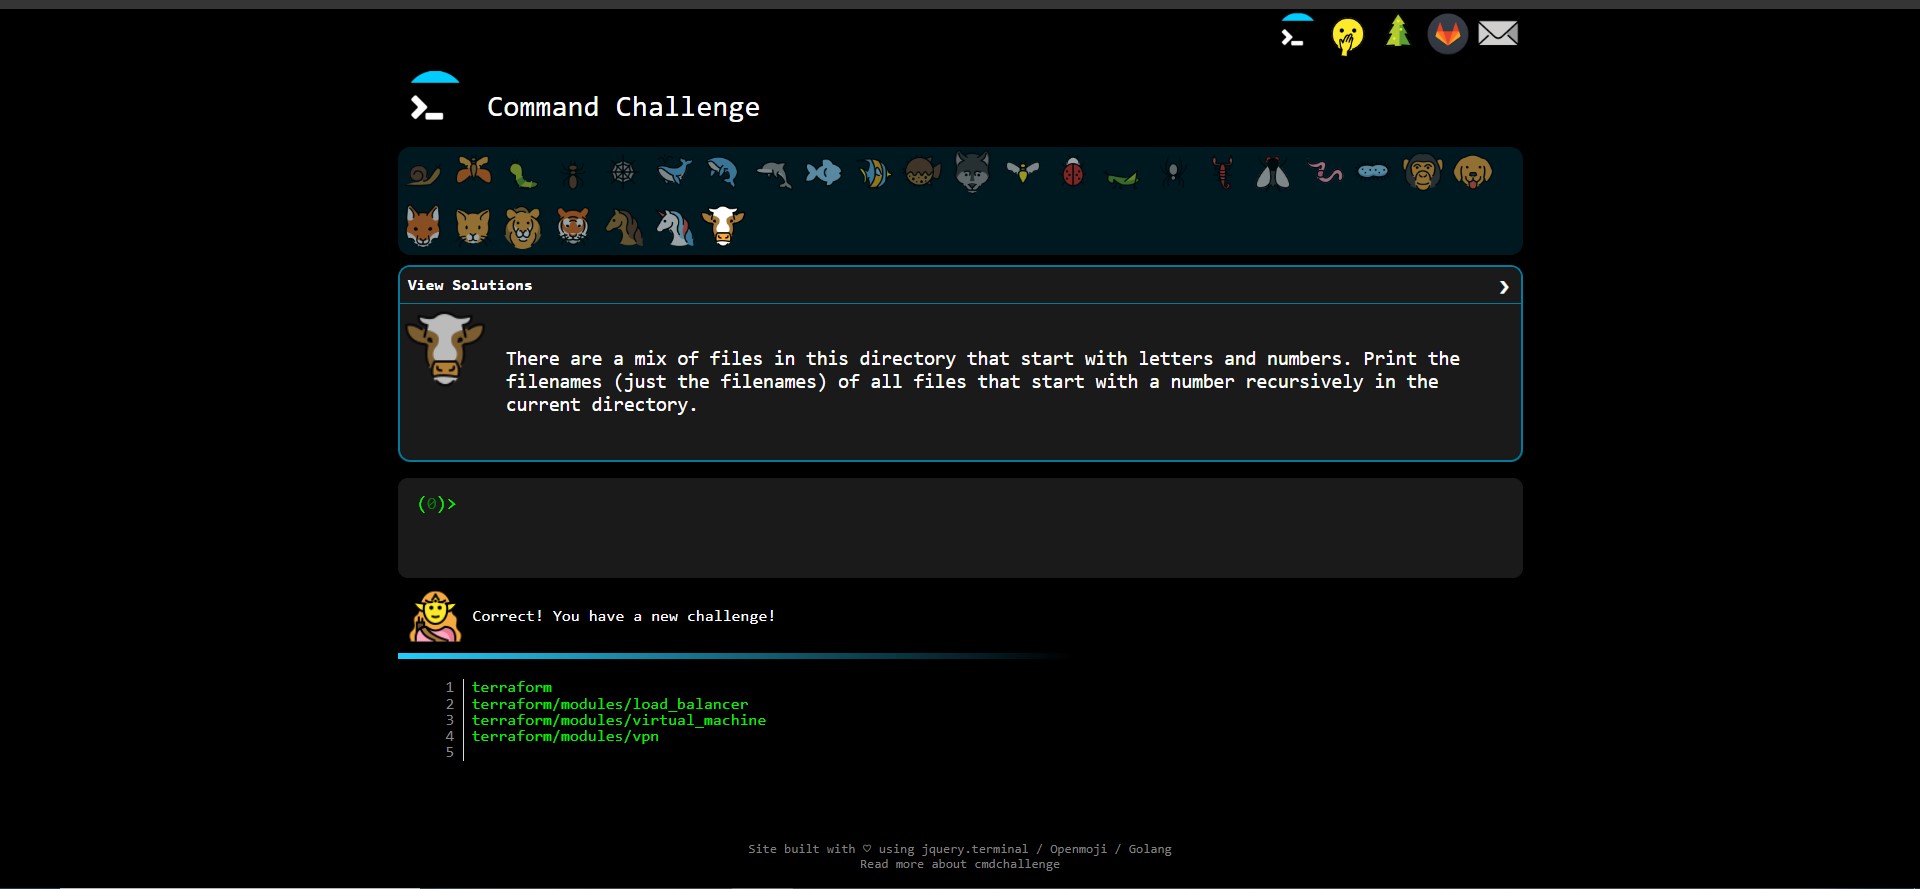 Command Challenge
View Solutions
There are a mix of files in this directory that start with letters and numbers. Print the
filenames (just the filenames) of all files that start with a number recursively in the
current directory.
(0)>
Correct! You have a new challenge!
1 terraform
2 terraform/modules/load_balancer
3 terraform/modules/virtual_machine
4 terraform/modules/vpn
5
Site built with ♡ using jquery.terminal / Openmoji / Golang
Read more about cmdchallenge